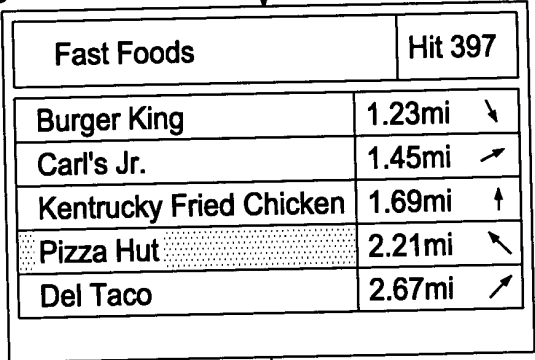 Fast Foods Hit 397
Burger King 1.23mi
Carl's Jr. 1.45mi
Kentrucky Fried Chicken 1.69mi
Pizza Hut 2.21mi
Del Taco 2.67mi